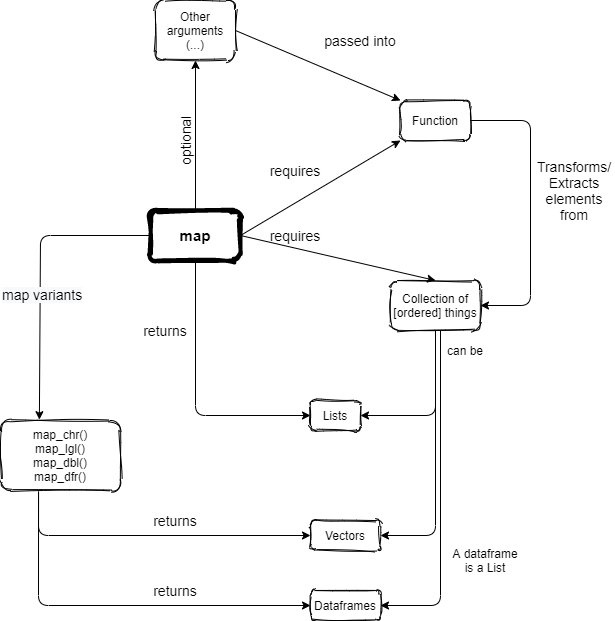 Other
arguments
(...)
passed into
Function
optional
requires
Transforms/
Extracts
elements
from
map
requires
map variants
Collection of
[ordered] things
returns
can be
Lists
map_chr()
map_lgl()
map_dbl()
map_dfr()
returns
Vectors
A dataframe
is a List
returns
Dataframes